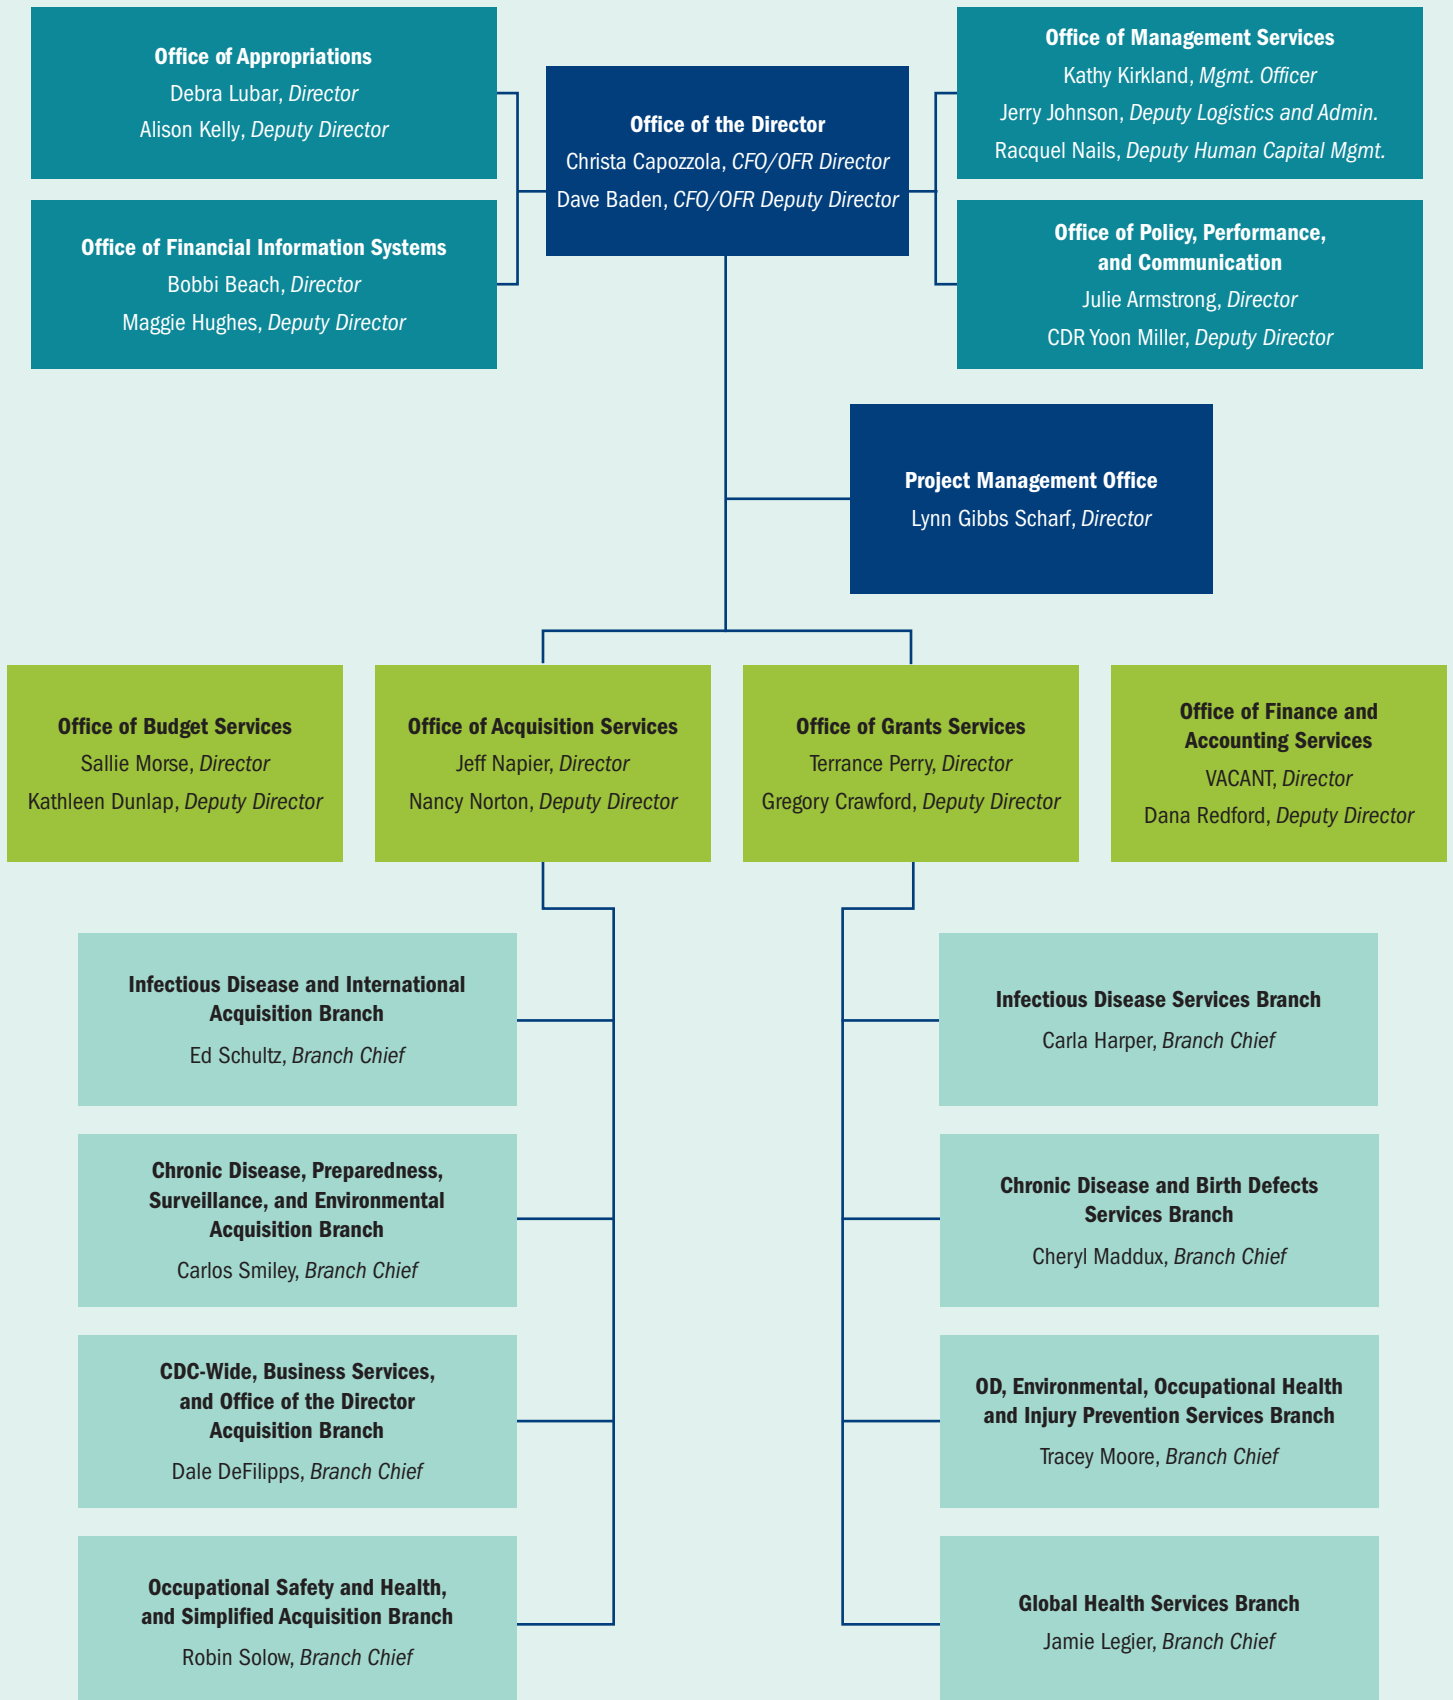 Office of Appropriations
Debra Lubar, Director
Alison Kelly, Deputy Director
Office of the Director
Christa Capozzola, CFO/OFR Director
Dave Baden, CFO/OFR Deputy Director
Office of Management Services
Kathy Kirkland, Mgmt. Officer
Jerry Johnson, Deputy Logistics and Admin.
Racquel Nails, Deputy Human Capital Mgmt.
Office of Financial Information Systems
Bobbi Beach, Director
Maggie Hughes, Deputy Director
Office of Policy, Performance,
and Communication
Julie Armstrong, Director
CDR Yoon Miller, Deputy Director
Project Management Office
Lynn Gibbs Scharf, Director
Office of Budget Services
Sallie Morse, Director
Kathleen Dunlap, Deputy Director
Office of Acquisition Services
Jeff Napier, Director
Nancy Norton, Deputy Director
Office of Grants Services
Terrance Perry, Director
Gregory Crawford, Deputy Director
Office of Finance and
Accounting Services
VACANT, Director
Dana Redford, Deputy Director
Infectious Disease and International
Acquisition Branch
Ed Schultz, Branch Chief
Infectious Disease Services Branch
Carla Harper, Branch Chief
Chronic Disease, Preparedness,
Surveillance, and Environmental
Acquisition Branch
Carlos Smiley, Branch Chief
Chronic Disease and Birth Defects
Services Branch
Cheryl Maddux, Branch Chief
CDC-Wide, Business Services,
and Office of the Director
Acquisition Branch
Dale DeFilipps, Branch Chief
OD, Environmental, Occupational Health
and Injury Prevention Services Branch
Tracey Moore, Branch Chief
Occupational Safety and Health,
and Simplified Acquisition Branch
Robin Solow, Branch Chief
Global Health Services Branch
Jamie Legier, Branch Chief